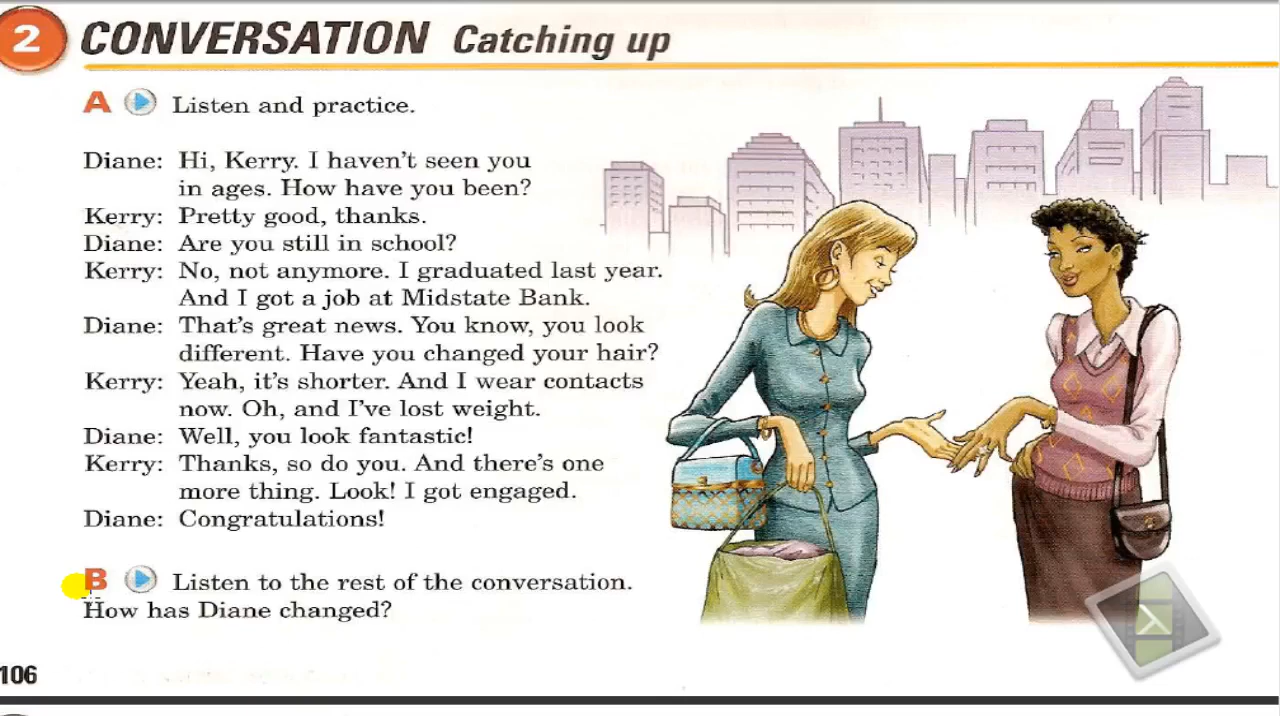 2 CONVERSATION Catching up
A Listen and practice.
Diane: Hi, Kerry. I haven't seen you
in ages. How have you been?
Kerry: Pretty good, thanks.
Diane: Are you still in school?
Kerry: No, not anymore. I graduated last year.
And I got a job at Midstate Bank.
Diane: That's great news. You know, you look
different. Have you changed your hair?
Kerry: Yeah, it's shorter. And I wear contacts
now. Oh, and I've lost weight.
Diane: Well, you look fantastic!
Kerry: Thanks, so do you. And there's one
more thing. Look! I got engaged.
Diane: Congratulations!
B Listen to the rest of the conversation.
How has Diane changed?
106